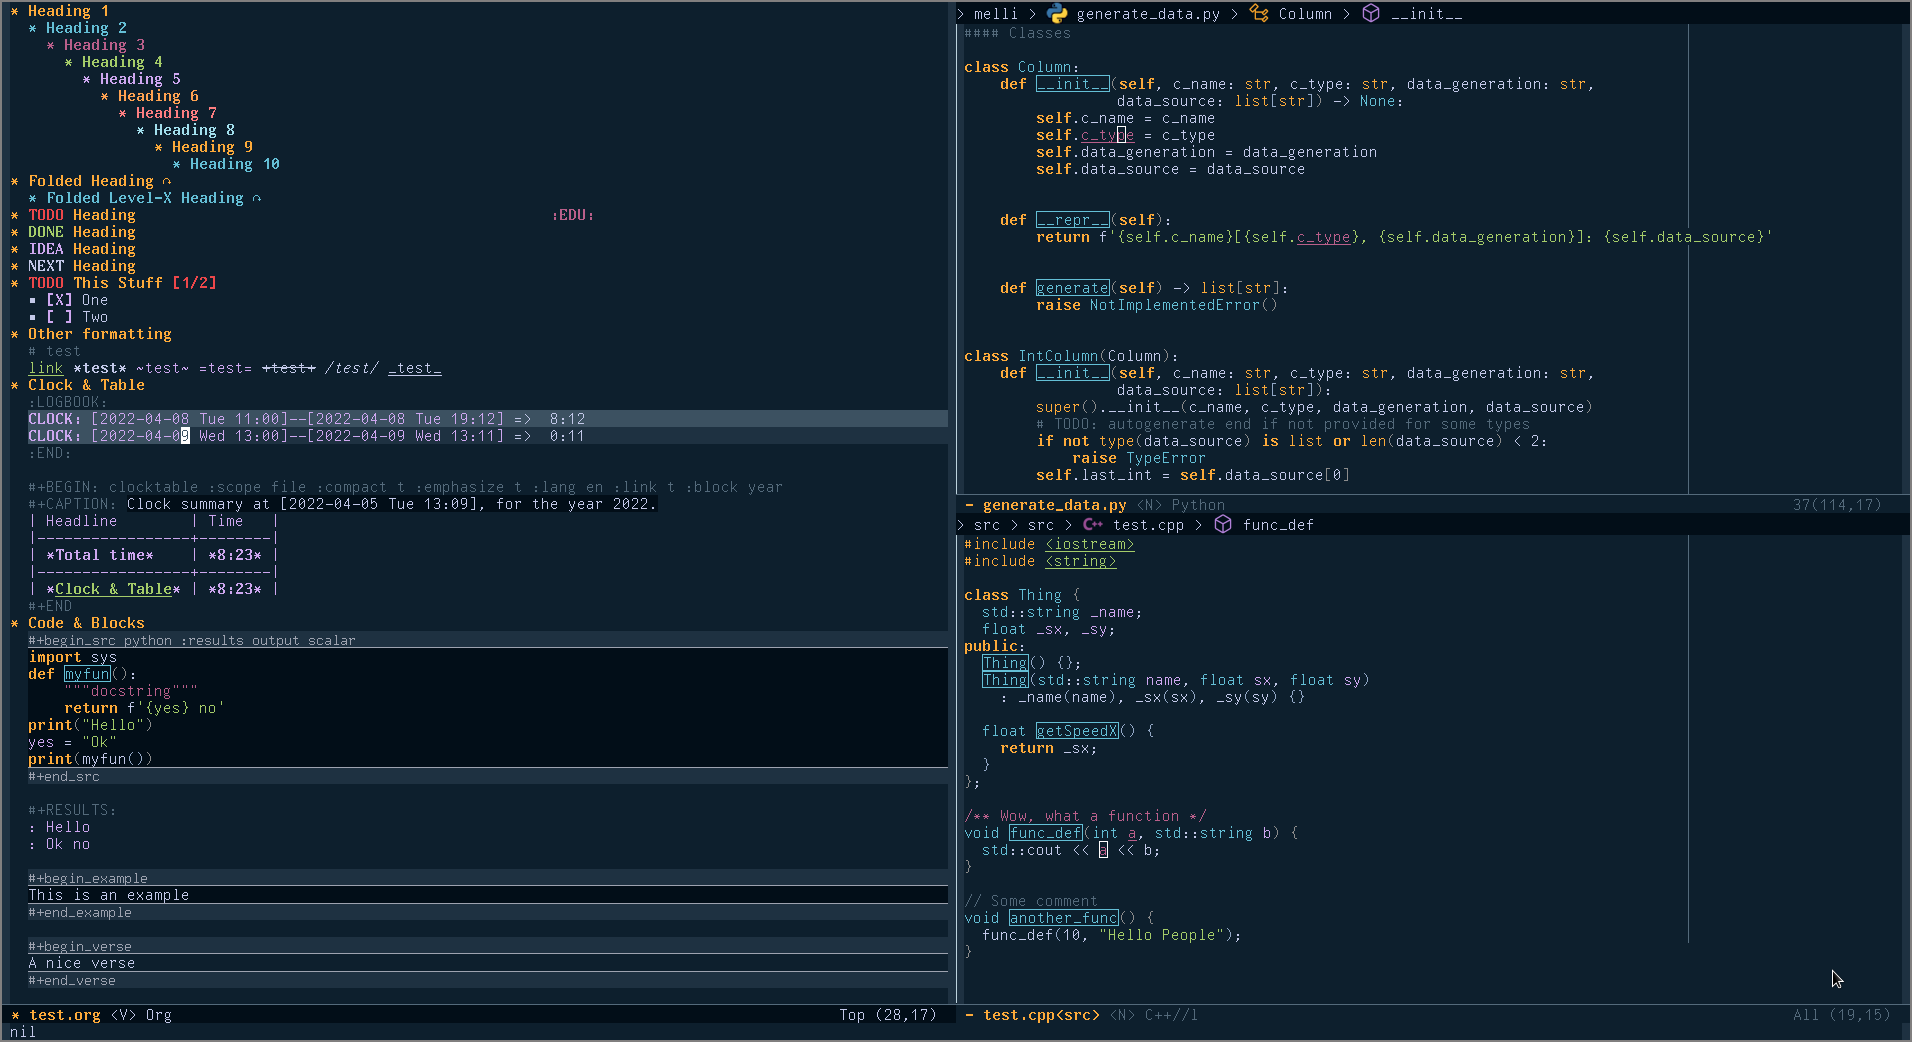 * Heading 1
* Heading 2
* Heading 3
* Heading 4
* Heading 5
* Heading 6
* Heading 7
* Heading 8
* Heading 9
* Heading 10
* Folded Heading ⤵
* Folded Level-X Heading ⤵
* TODO Heading :EDU:
* DONE Heading
* IDEA Heading
* NEXT Heading
* TODO This Stuff [1/2]
▪ [X] One
▪ [ ] Two
* Other formatting
# test
link *test* ~test~ =test= +test+ /test/ _test_
* Clock & Table
:LOGBOOK:
CLOCK: [2022-04-08 Tue 11:00]--[2022-04-08 Tue 19:12] =>  8:12
CLOCK: [2022-04-09 Wed 13:00]--[2022-04-09 Wed 13:11] =>  0:11
:END:
#+BEGIN: clocktable :scope file :compact t :emphasize t :lang en :link t :block year
#+CAPTION: Clock summary at [2022-04-05 Tue 13:09], for the year 2022.
| Headline        | Time   |
|-----------------+--------|
| *Total time*    | *8:23* |
|-----------------+--------|
| *Clock & Table* | *8:23* |
#+END
* Code & Blocks
#+begin_src python :results output scalar
import sys
def myfun():
    """docstring"""
    return f'{yes} no'
print("Hello")
yes = "Ok"
print(myfun())
#+end_src
#+RESULTS:
: Hello
: Ok no
#+begin_example
This is an example
#+end_example
#+begin_verse
A nice verse
#+end_verse
* test.org <V> Org Top (28,17)
nil
> melli > generate_data.py > Column > __init__
#### Classes
class Column:
    def __init__(self, c_name: str, c_type: str, data_generation: str,
                 data_source: list[str]) -> None:
        self.c_name = c_name
        self.c_type = c_type
        self.data_generation = data_generation
        self.data_source = data_source
    def __repr__(self):
        return f'{self.c_name}[{self.c_type}, {self.data_generation}]: {self.data_source}'
    def generate(self) -> list[str]:
        raise NotImplementedError()
class IntColumn(Column):
    def __init__(self, c_name: str, c_type: str, data_generation: str,
                 data_source: list[str]):
        super().__init__(c_name, c_type, data_generation, data_source)
        # TODO: autogenerate end if not provided for some types
        if not type(data_source) is list or len(data_source) < 2:
            raise TypeError
        self.last_int = self.data_source[0]
- generate_data.py <N> Python 37(114,17)
> src > src > C++ test.cpp > func_def
#include <iostream>
#include <string>
class Thing {
  std::string _name;
  float _sx, _sy;
public:
  Thing() {};
  Thing(std::string name, float sx, float sy)
    : _name(name), _sx(sx), _sy(sy) {}
  float getSpeedX() {
    return _sx;
  }
};
/** Wow, what a function */
void func_def(int a, std::string b) {
  std::cout << a << b;
}
// Some comment
void another_func() {
  func_def(10, "Hello People");
}
- test.cpp<src> <N> C++//l All (19,15)